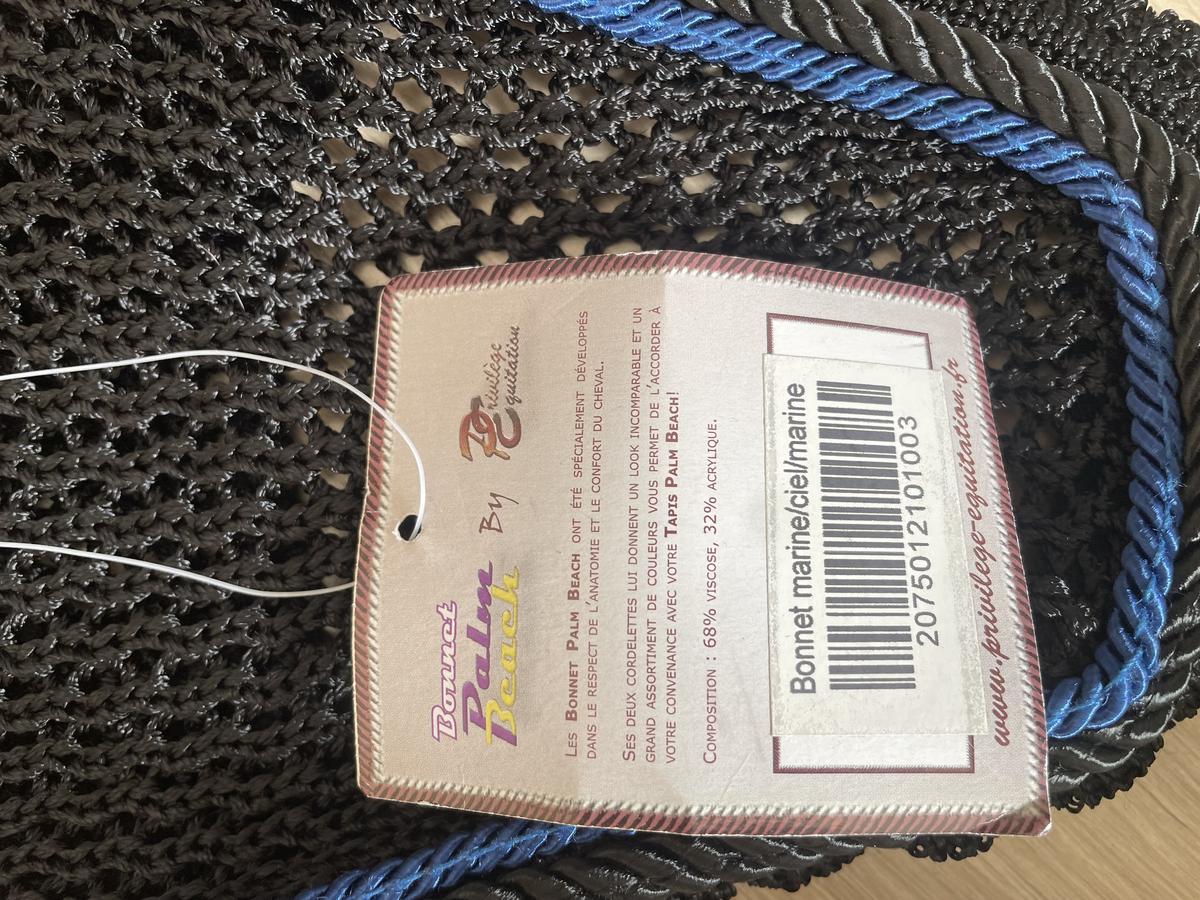 Bonnet
Palm
Beach
By
Privilège
Equitation
Les Bonnet Palm Beach ont été spécialement développés
dans le respect de l'anatomie et le confort du cheval.
Ses deux cordelettes lui donnent un look incomparable et un
grand assortiment de couleurs vous permet de l'accorder à
votre convenance avec votre Tapis Palm Beach!
Composition : 68% viscose, 32% acrylique.
Bonnet marine/ciel/marine
2075012101003
www.privilege-equitation.fr